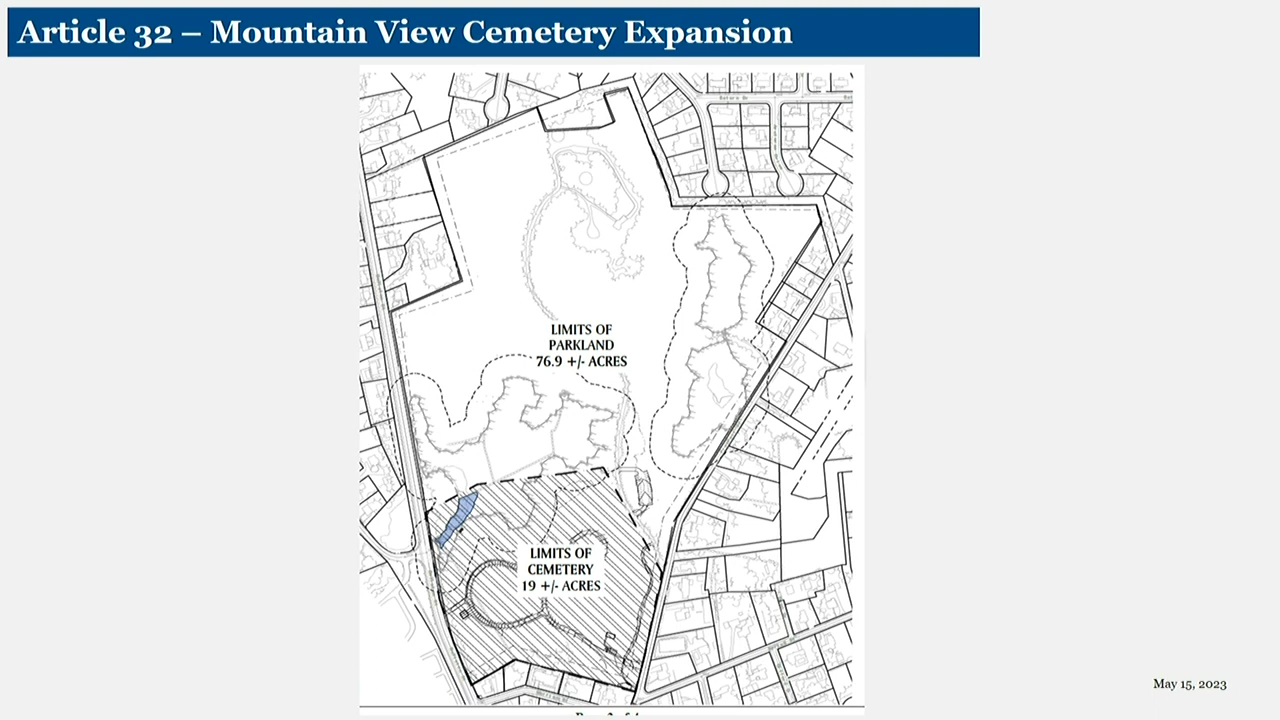 Article 32 – Mountain View Cemetery Expansion
LIMITS OF
PARKLAND
76.9 +/- ACRES
LIMITS OF
CEMETERY
19 +/- ACRES
May 15, 2023